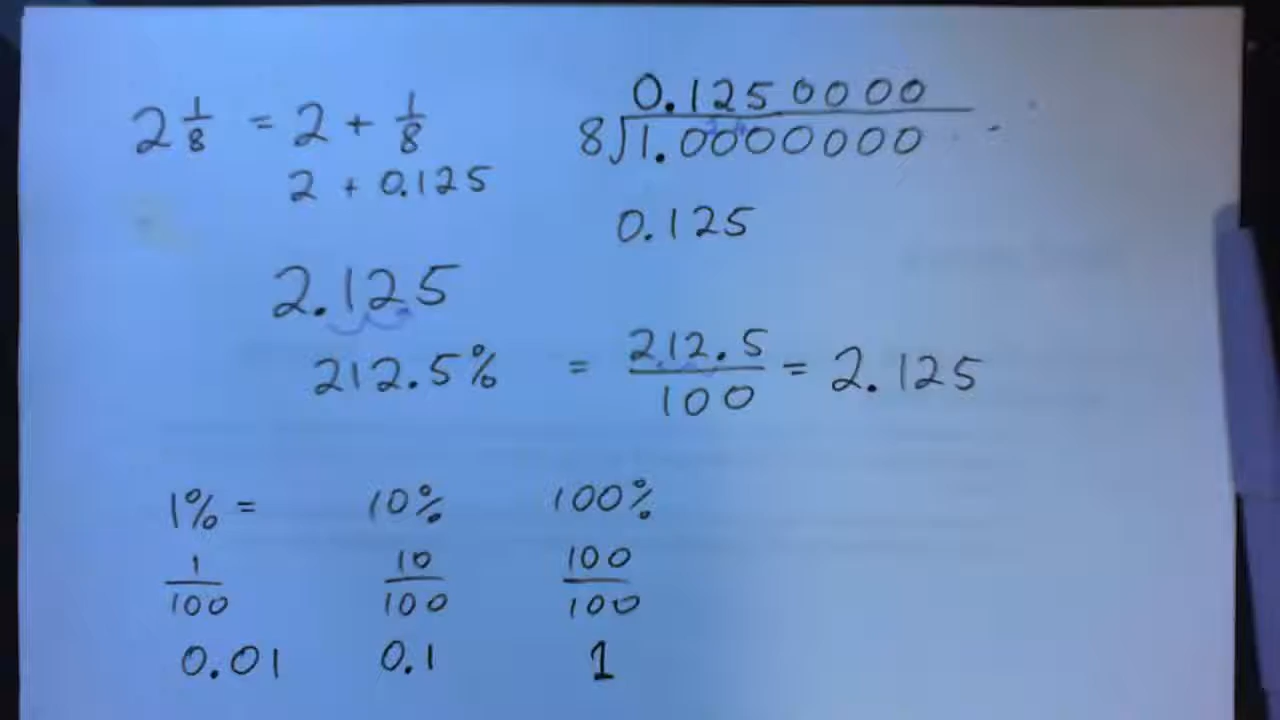 2 1/8 = 2 + 1/8
2 + 0.125
0.1250000
8)1.0000000
0.125
2.125
212.5% = 212.5/100 = 2.125
1% = 10% 100%
1/100 10/100 100/100
0.01 0.1 1